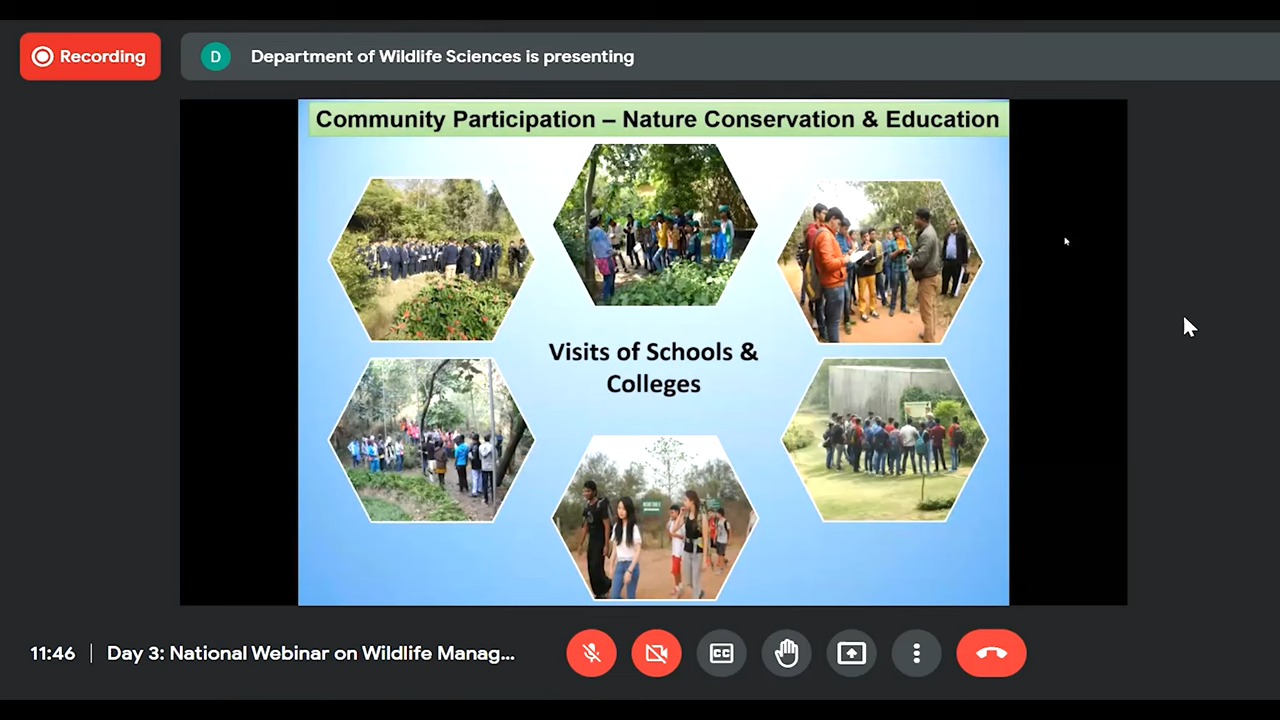 Recording
D
Department of Wildlife Sciences is presenting
Community Participation – Nature Conservation & Education
Visits of Schools &
Colleges
11:46
Day 3: National Webinar on Wildlife Manag...
CC